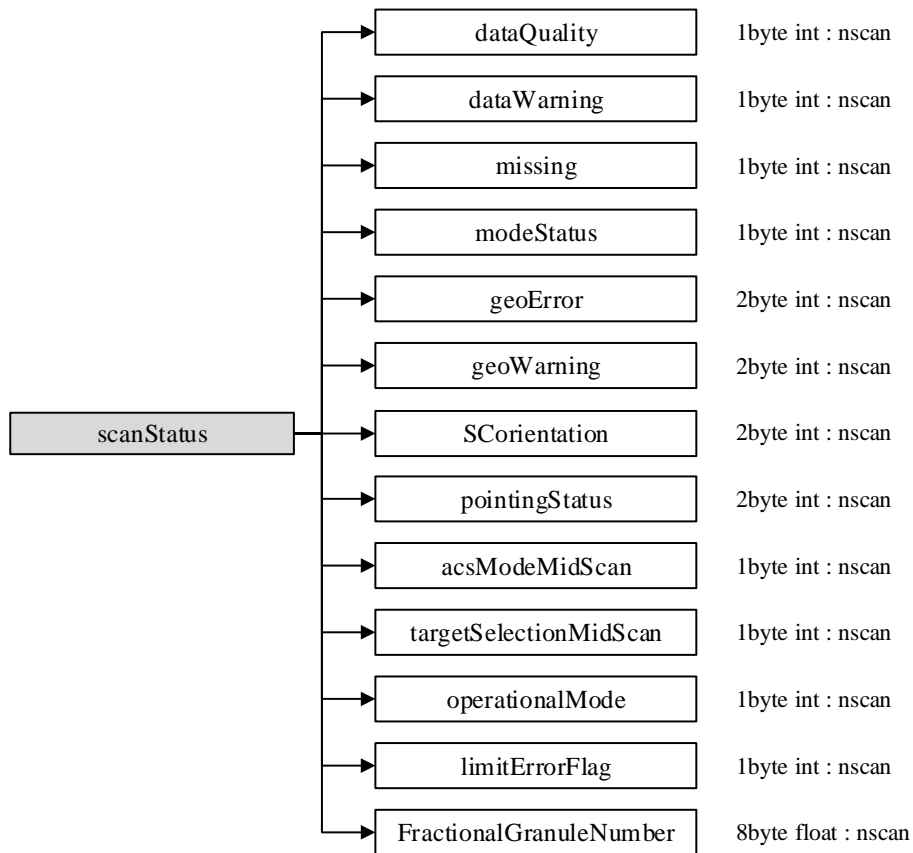 dataQuality 1byte int : nscan
dataWarning 1byte int : nscan
missing 1byte int : nscan
modeStatus 1byte int : nscan
geoError 2byte int : nscan
geoWarning 2byte int : nscan
scanStatus SCorientation 2byte int : nscan
pointingStatus 2byte int : nscan
acsModeMidScan 1byte int : nscan
targetSelectionMidScan 1byte int : nscan
operationalMode 1byte int : nscan
limitErrorFlag 1byte int : nscan
FractionalGranuleNumber 8byte float : nscan